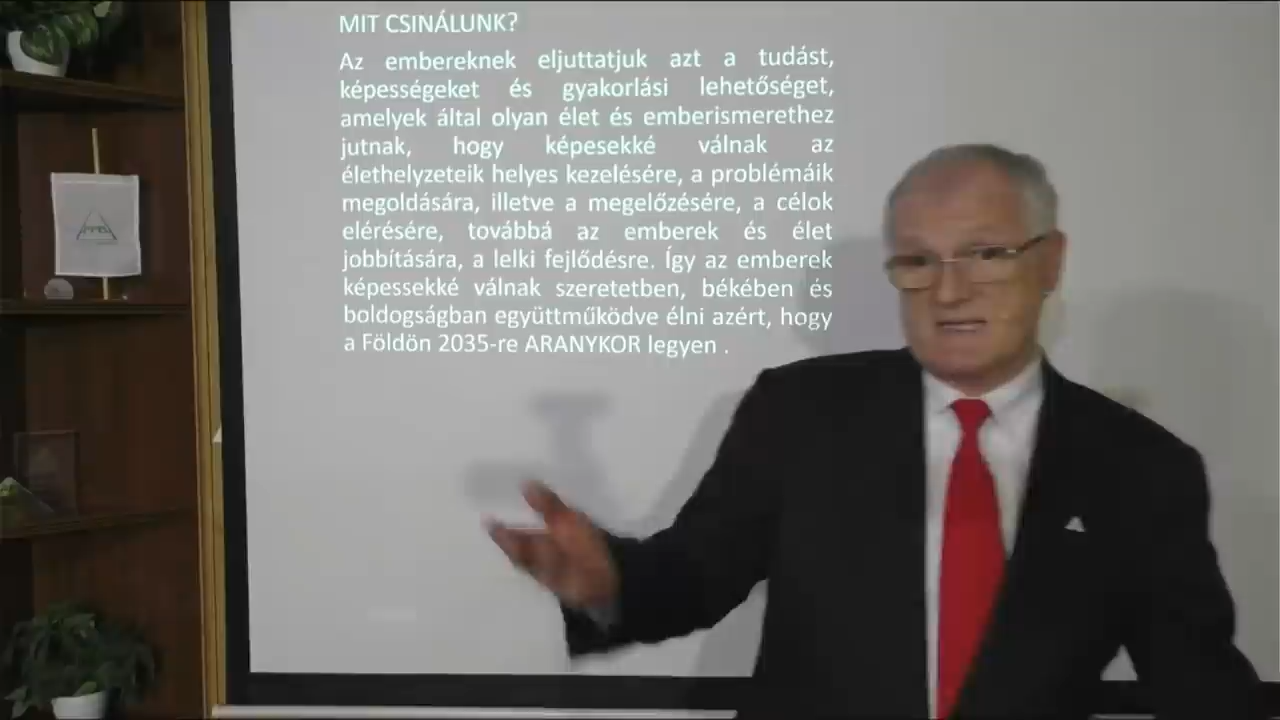 MIT CSINÁLUNK?
Az embereknek eljuttatjuk azt a tudást,
képességeket és gyakorlási lehetőséget,
amelyek által olyan élet és emberismerethez
jutnak, hogy képesekké válnak az
élethelyzeteik helyes kezelésére, a problémáik
megoldására, illetve a megelőzésére, a célok
elérésére, továbbá az emberek és élet
jobbítására, a lelki fejlődésre. Így az emberek
képessekké válnak szeretetben, békében és
boldogságban együttműködve élni azért, hogy
a Földön 2035-re ARANYKOR legyen .